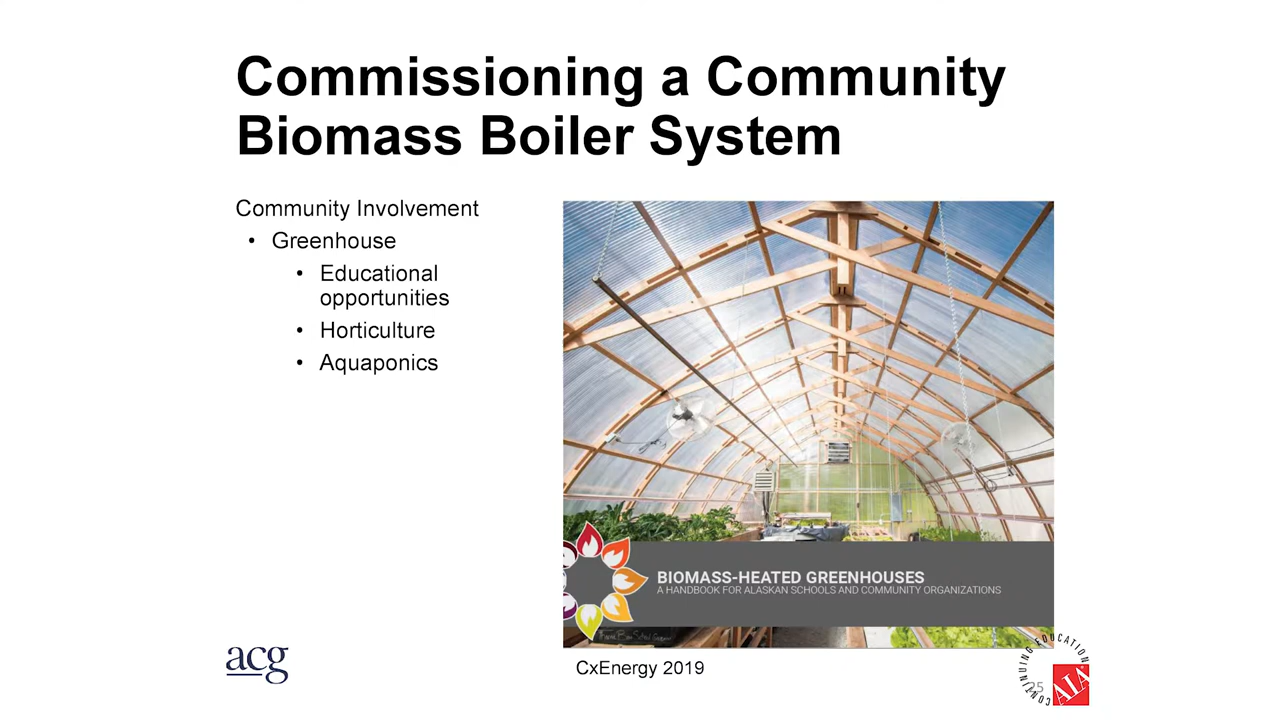 Commissioning a Community
Biomass Boiler System
Community Involvement
• Greenhouse
• Educational
opportunities
• Horticulture
• Aquaponics
BIOMASS-HEATED GREENHOUSES
A HANDBOOK FOR ALASKAN SCHOOLS AND COMMUNITY ORGANIZATIONS
acg
CxEnergy 2019
CONTINUING EDUCATION
AIA